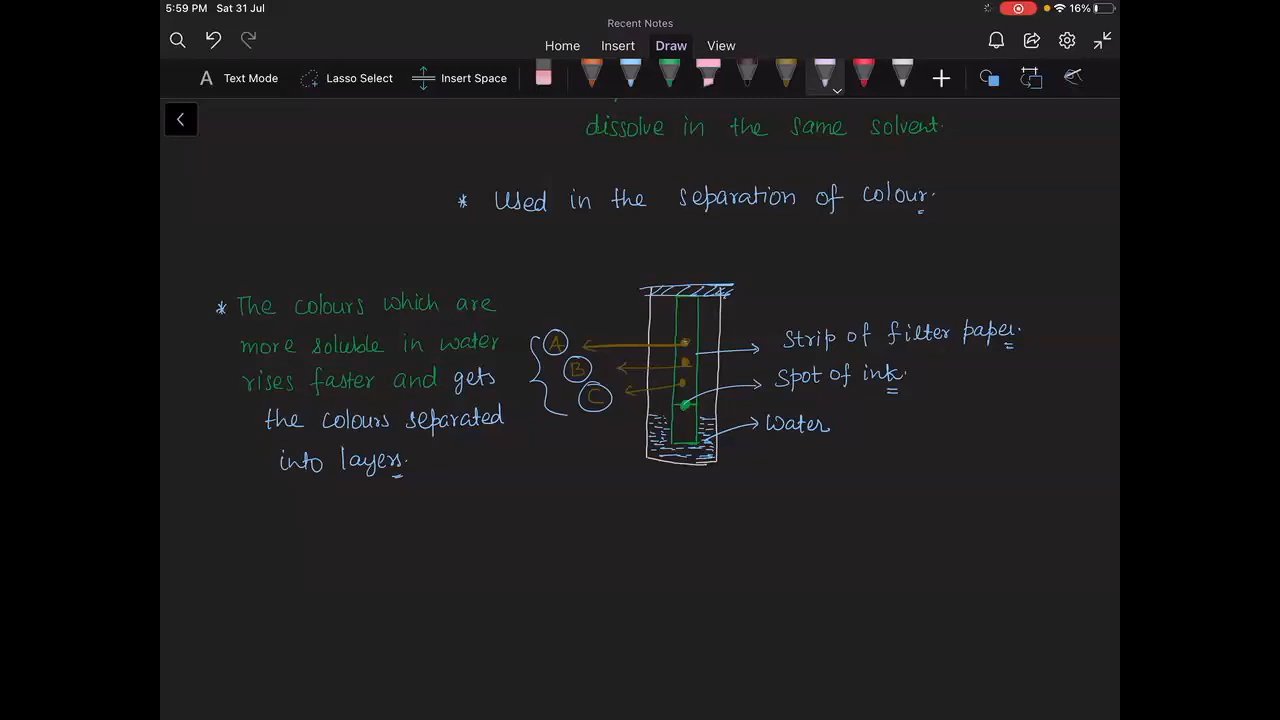 5:59 PM Sat 31 Jul
16%
Recent Notes
Home Insert Draw View
A Text Mode Lasso Select Insert Space
dissolve in the same solvent.
* Used in the separation of colour.
* The colours which are
more soluble in water
rises faster and gets
the colours separated
into layers.
A
B
C
Strip of filter paper.
Spot of ink.
Water